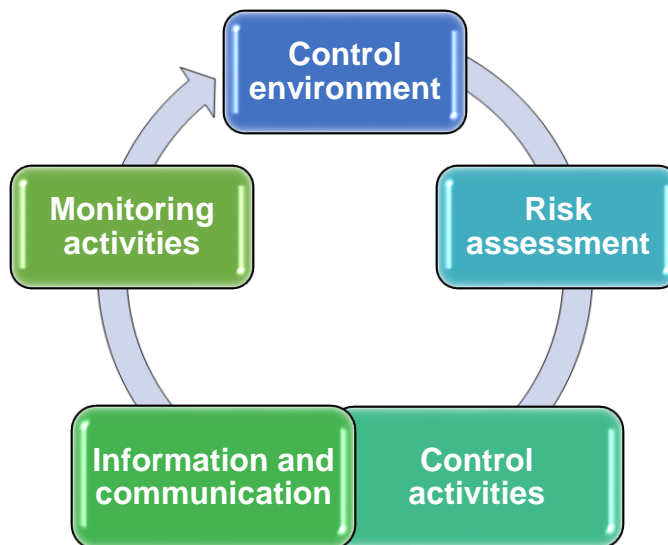 Control
environment
Risk
assessment
Control
activities
Information and
communication
Monitoring
activities